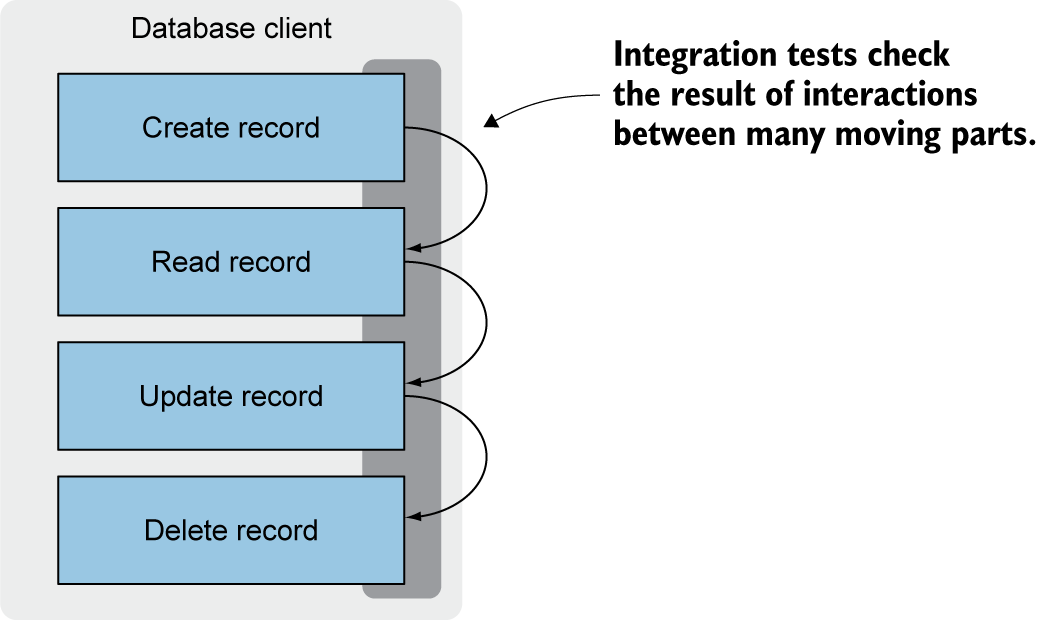 Database client
Create record
Read record
Update record
Delete record
Integration tests check
the result of interactions
between many moving parts.